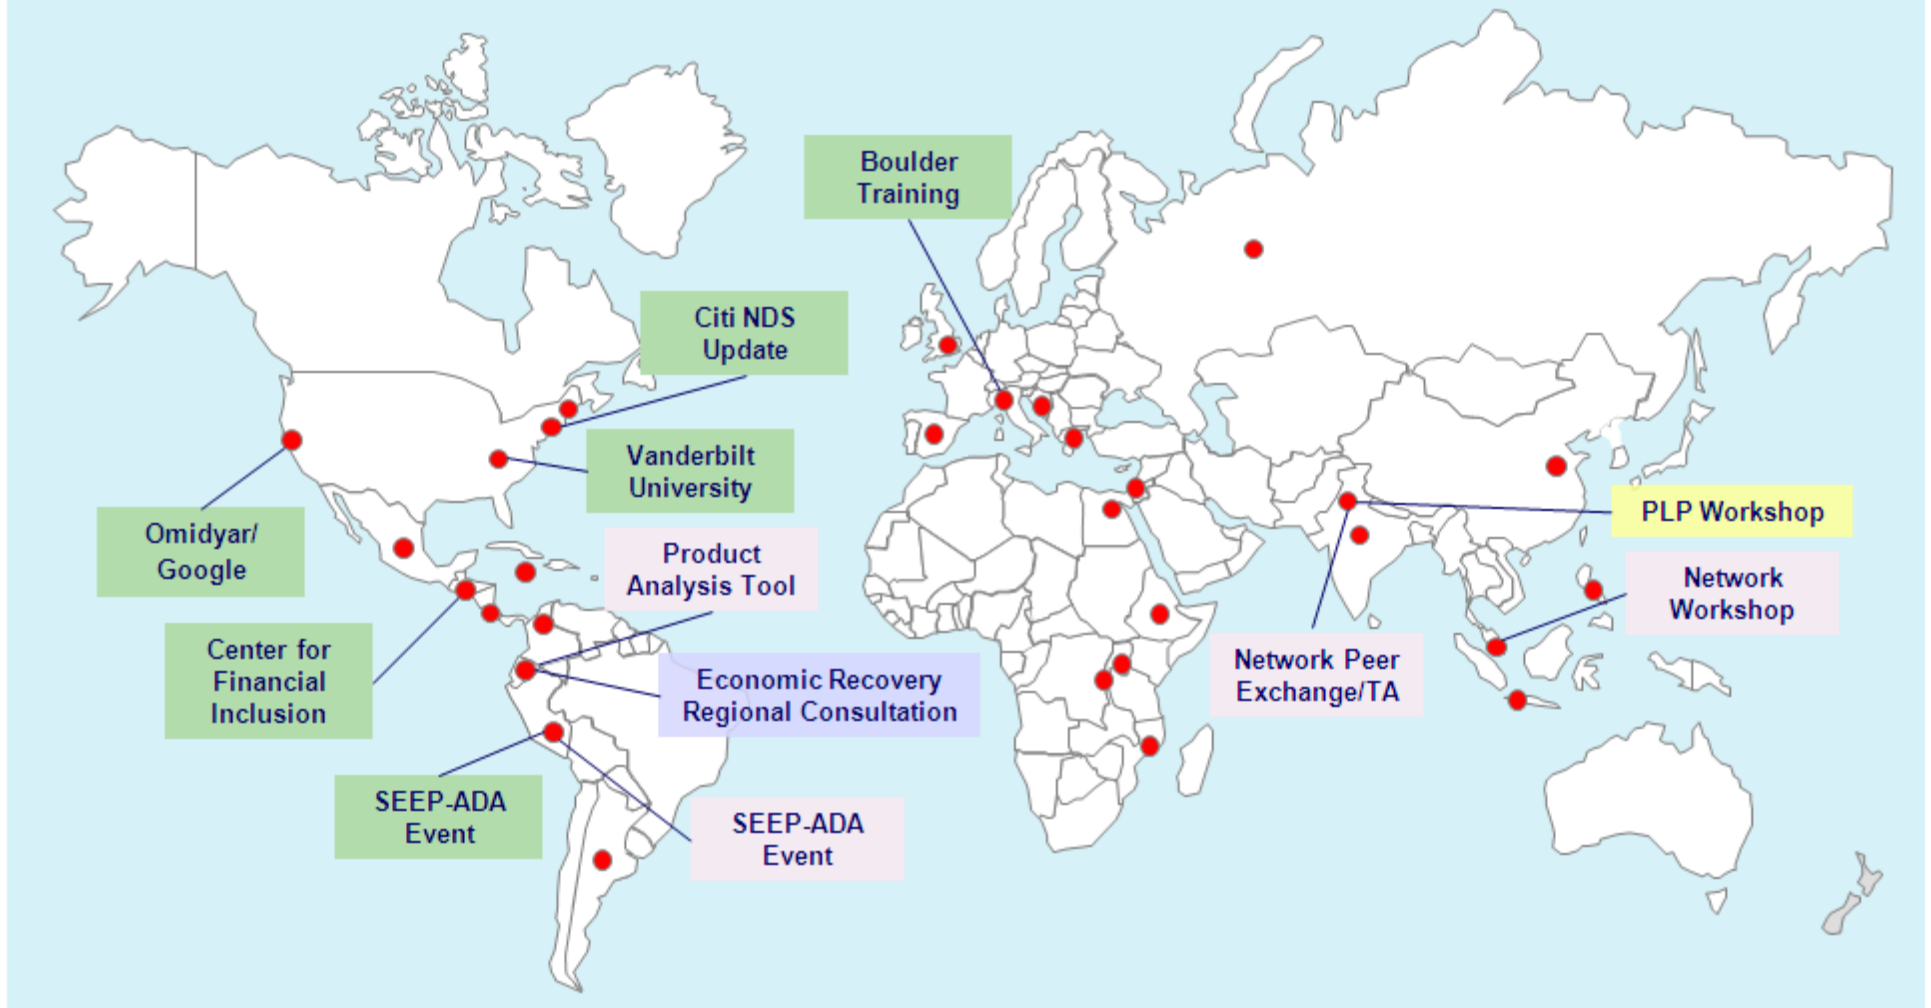 Boulder
Training
Citi NDS
Update
Vanderbilt
University
Omidyar/
Google
Product
Analysis Tool
PLP Workshop
Network
Workshop
Center for
Financial
Inclusion
Economic Recovery
Regional Consultation
Network Peer
Exchange/TA
SEEP-ADA
Event
SEEP-ADA
Event